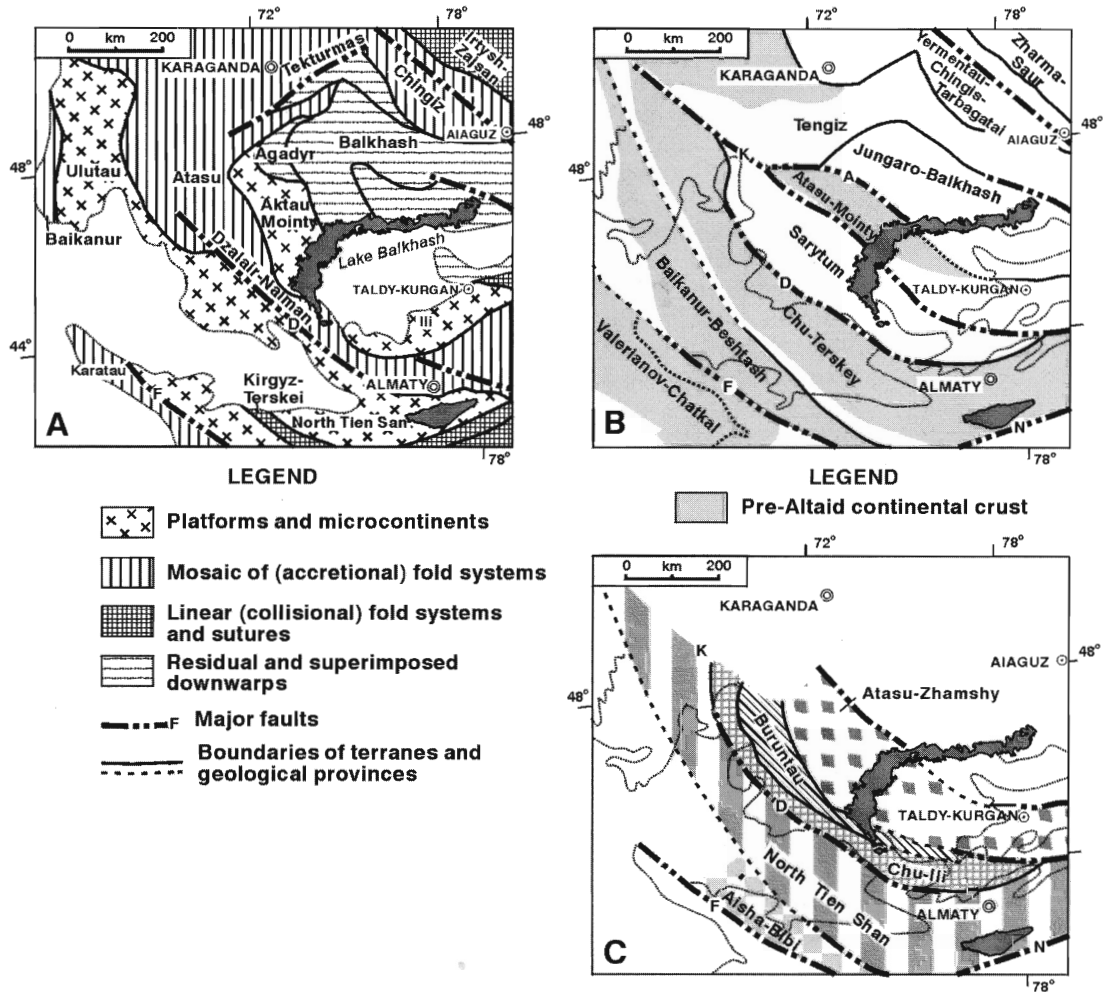 72° 78°
0 km 200
KARAGANDA
Tekturmas
Chingiz
Irtysh-
Zaisan
AIAGUZ
48°
Ulutau
Atasu
Agadyr
Balkhash
48°
Aktau
Mointy
Baikanur
Dzalair-Naiman
Lake Balkhash
D
TALDY-KURGAN
Ili
44°
Karatau
F
Kirgyz-
Terskei
ALMATY
North Tien San
A
78°
LEGEND
Platforms and microcontinents
Mosaic of (accretional) fold systems
Linear (collisional) fold systems
and sutures
Residual and superimposed
downwarps
F Major faults
Boundaries of terranes and
geological provinces
72° 78°
0 km 200
KARAGANDA
Yermentau-
Chingis-
Tarbagatai
Zharma-
Saur
AIAGUZ
48°
Tengiz
K
A
Jungaro-Balkhash
48°
Atasu-Mointy
Sarytum
D
TALDY-KURGAN
Baikanur-Beshtash
Chu-Terskey
Valerianov-Chatkal
F
ALMATY
N
B
78°
LEGEND
Pre-Altaid continental crust
72° 78°
0 km 200
KARAGANDA
K
AIAGUZ
48°
48°
Atasu-Zhamshy
Buruntau
D
TALDY-KURGAN
Chu-Ili
North Tien Shan
F
Aisha-Bibi
ALMATY
N
C
78°